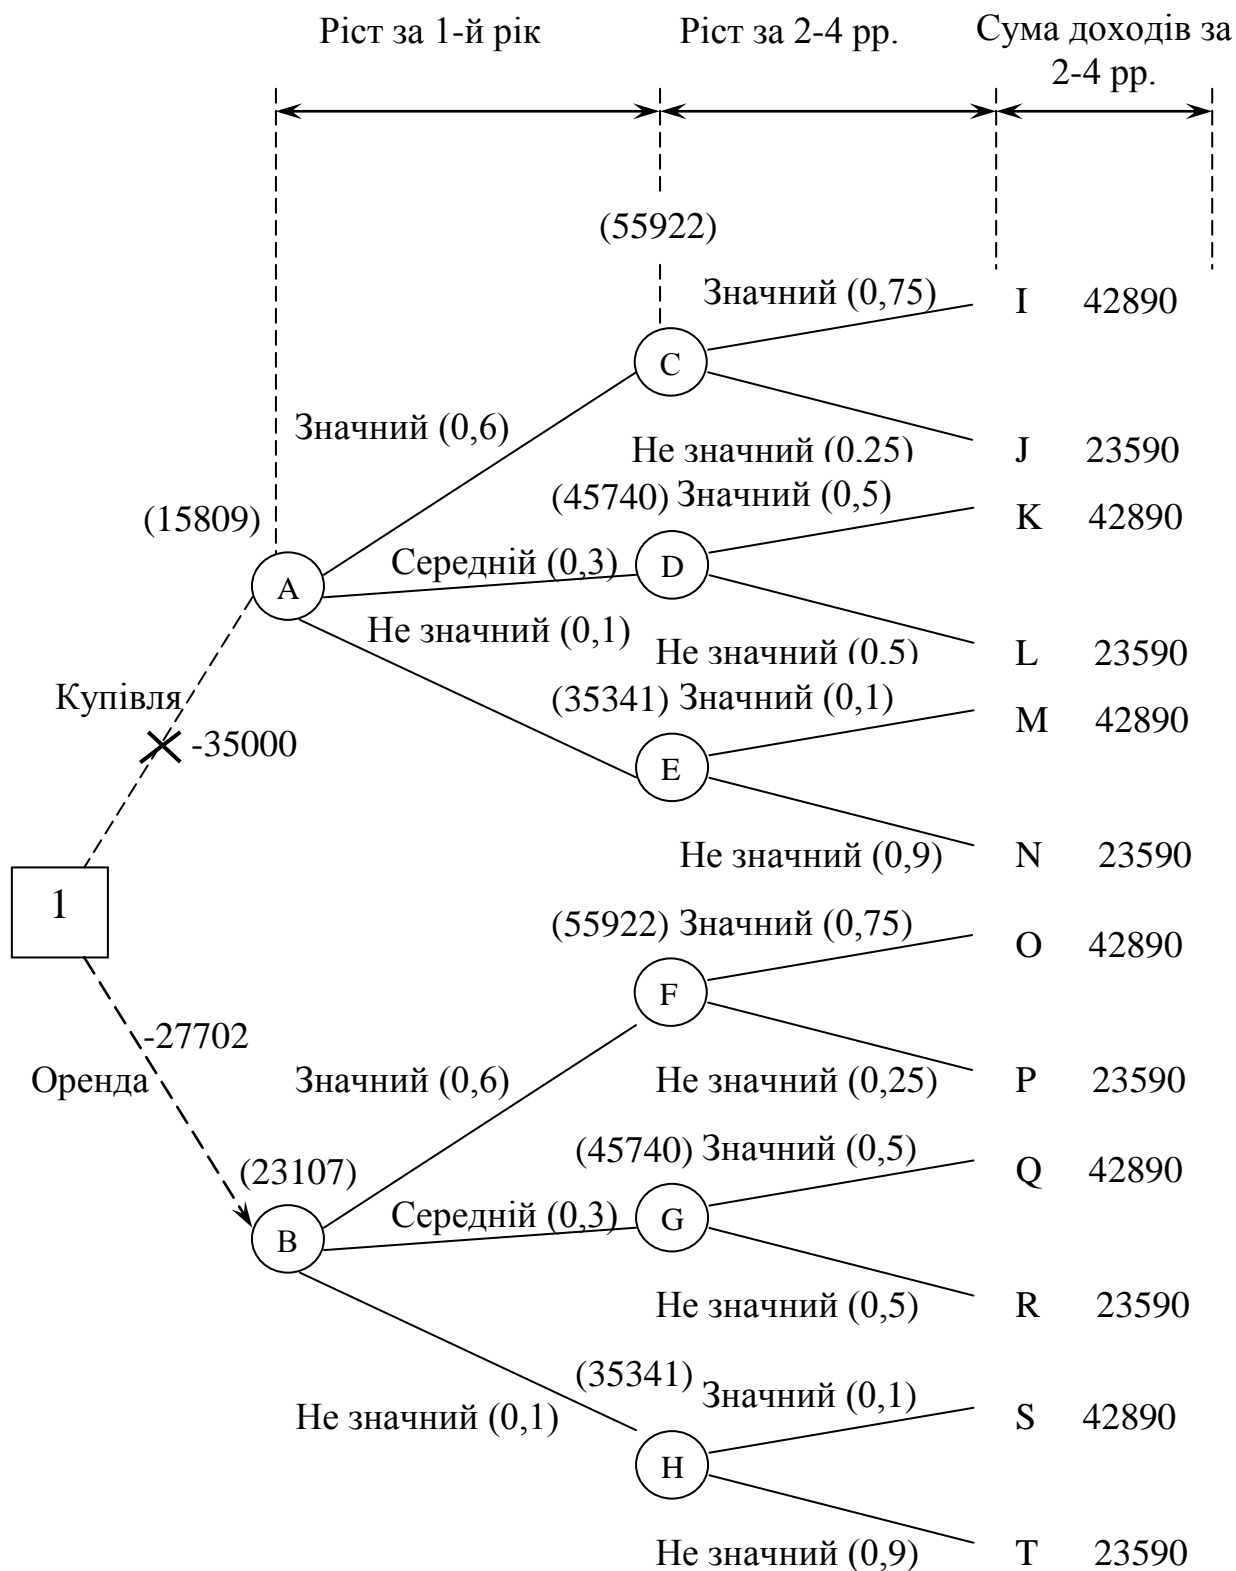 Ріст за 1-й рік
Ріст за 2-4 рр.
Сума доходів за
2-4 рр.
(55922)
Значний (0,75)
I 42890
C
Значний (0,6)
Не значний (0,25)
J 23590
(15809)
(45740) Значний (0,5)
K 42890
A
Середній (0,3)
D
Не значний (0,1)
Не значний (0,5)
L 23590
Купівля
(35341) Значний (0,1)
M 42890
-35000
E
Не значний (0,9)
N 23590
1
(55922) Значний (0,75)
O 42890
F
-27702
Оренда
Значний (0,6)
Не значний (0,25)
P 23590
(23107)
(45740) Значний (0,5)
Q 42890
B
Середній (0,3)
G
Не значний (0,5)
R 23590
(35341)
Значний (0,1)
S 42890
Не значний (0,1)
H
Не значний (0,9)
T 23590